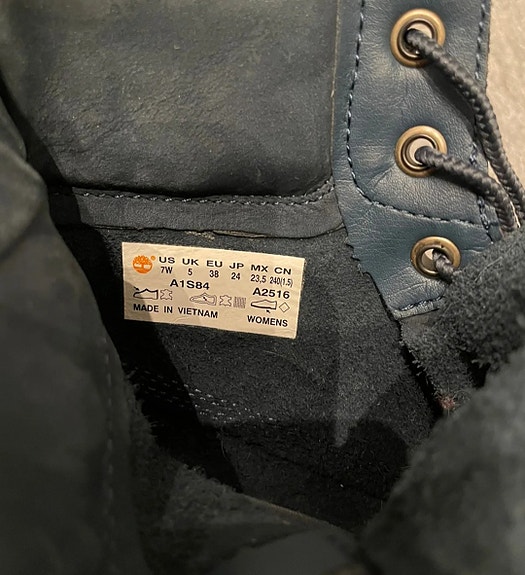 US UK EU JP MX CN
7W 5 38 24 23,5 240(1.5)
A1S84 A2516
MADE IN VIETNAM WOMENS